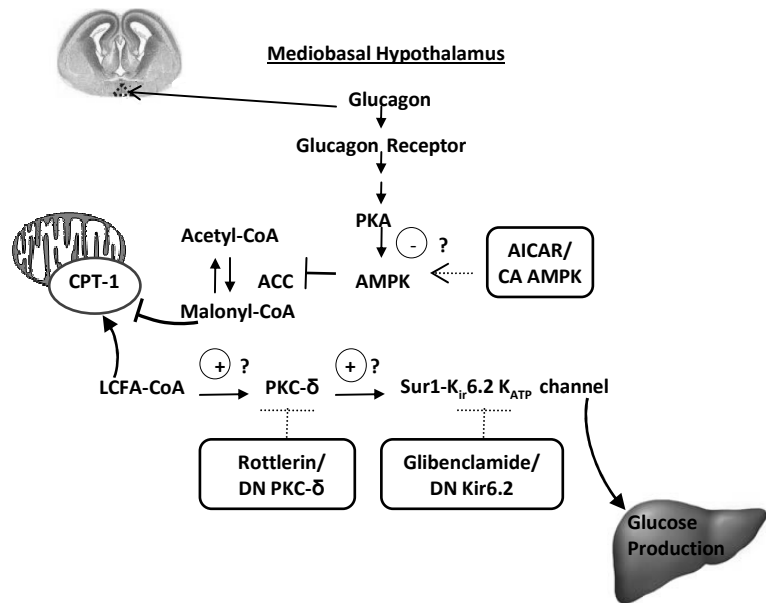 Mediobasal Hypothalamus
Glucagon
Glucagon Receptor
PKA
- ?
Acetyl-CoA
AICAR/
CA AMPK
CPT-1
ACC
AMPK
Malonyl-CoA
+ ?
+ ?
LCFA-CoA
PKC-δ
Sur1-Kir6.2 KATP channel
Rottlerin/
DN PKC-δ
Glibenclamide/
DN Kir6.2
Glucose
Production